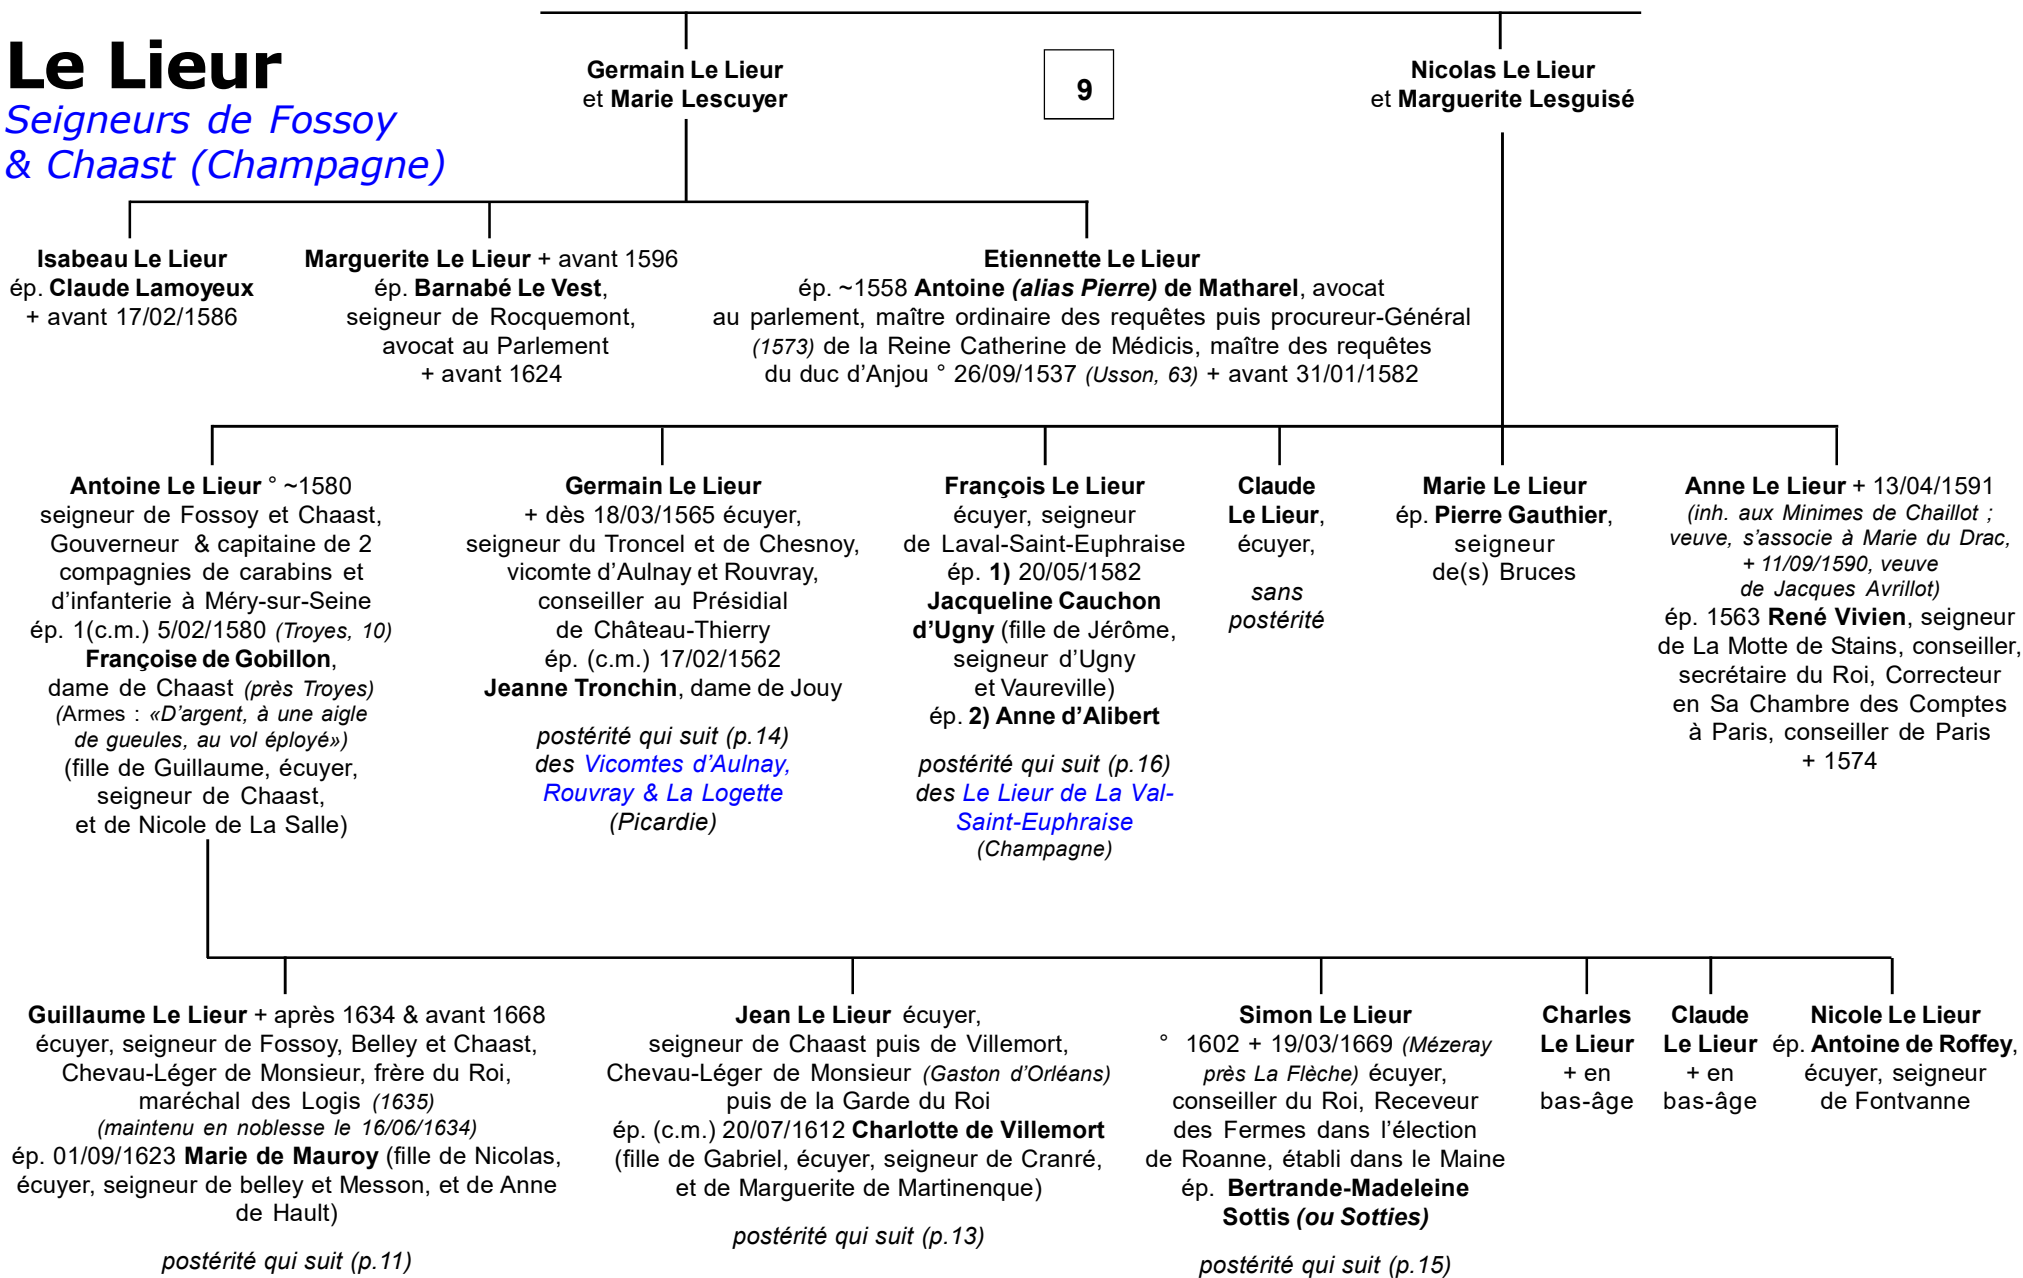 Le Lieur
Seigneurs de Fossoy
& Chaast (Champagne)
Germain Le Lieur
et Marie Lescuyer
9
Nicolas Le Lieur
et Marguerite Lesguisé
Isabeau Le Lieur
ép. Claude Lamoyeux
+ avant 17/02/1586
Marguerite Le Lieur + avant 1596
ép. Barnabé Le Vest,
seigneur de Rocquemont,
avocat au Parlement
+ avant 1624
Etiennette Le Lieur
ép. ~1558 Antoine (alias Pierre) de Matharel, avocat
au parlement, maître ordinaire des requêtes puis procureur-Général
(1573) de la Reine Catherine de Médicis, maître des requêtes
du duc d'Anjou ° 26/09/1537 (Usson, 63) + avant 31/01/1582
Antoine Le Lieur ° ~1580
seigneur de Fossoy et Chaast,
Gouverneur & capitaine de 2
compagnies de carabins et
d'infanterie à Méry-sur-Seine
ép. 1(c.m.) 5/02/1580 (Troyes, 10)
Françoise de Gobillon,
dame de Chaast (près Troyes)
(Armes : «D'argent, à une aigle
de gueules, au vol éployé»)
(fille de Guillaume, écuyer,
seigneur de Chaast,
et de Nicole de La Salle)
Germain Le Lieur
+ dès 18/03/1565 écuyer,
seigneur du Troncel et de Chesnoy,
vicomte d'Aulnay et Rouvray,
conseiller au Présidial
de Château-Thierry
ép. (c.m.) 17/02/1562
Jeanne Tronchin, dame de Jouy
postérité qui suit (p.14)
des Vicomtes d'Aulnay,
Rouvray & La Logette
(Picardie)
François Le Lieur
écuyer, seigneur
de Laval-Saint-Euphraise
ép. 1) 20/05/1582
Jacqueline Cauchon
d'Ugny (fille de Jérôme,
seigneur d'Ugny
et Vaureville)
ép. 2) Anne d'Alibert
postérité qui suit (p.16)
des Le Lieur de La Val-
Saint-Euphraise
(Champagne)
Claude
Le Lieur,
écuyer,
sans
postérité
Marie Le Lieur
ép. Pierre Gauthier,
seigneur
de(s) Bruces
Anne Le Lieur + 13/04/1591
(inh. aux Minimes de Chaillot ;
veuve, s'associe à Marie du Drac,
+ 11/09/1590, veuve
de Jacques Avrillot)
ép. 1563 René Vivien, seigneur
de La Motte de Stains, conseiller,
secrétaire du Roi, Correcteur
en Sa Chambre des Comptes
à Paris, conseiller de Paris
+ 1574
Guillaume Le Lieur + après 1634 & avant 1668
écuyer, seigneur de Fossoy, Belley et Chaast,
Chevau-Léger de Monsieur, frère du Roi,
maréchal des Logis (1635)
(maintenu en noblesse le 16/06/1634)
ép. 01/09/1623 Marie de Mauroy (fille de Nicolas,
écuyer, seigneur de belley et Messon, et de Anne
de Hault)
postérité qui suit (p.11)
Jean Le Lieur écuyer,
seigneur de Chaast puis de Villemort,
Chevau-Léger de Monsieur (Gaston d'Orléans)
puis de la Garde du Roi
ép. (c.m.) 20/07/1612 Charlotte de Villemort
(fille de Gabriel, écuyer, seigneur de Cranré,
et de Marguerite de Martinenque)
postérité qui suit (p.13)
Simon Le Lieur
° 1602 + 19/03/1669 (Mézeray
près La Flèche) écuyer,
conseiller du Roi, Receveur
des Fermes dans l'élection
de Roanne, établi dans le Maine
ép. Bertrande-Madeleine
Sottis (ou Sotties)
postérité qui suit (p.15)
Charles
Le Lieur
+ en
bas-âge
Claude
Le Lieur
+ en
bas-âge
Nicole Le Lieur
ép. Antoine de Roffey,
écuyer, seigneur
de Fontvanne